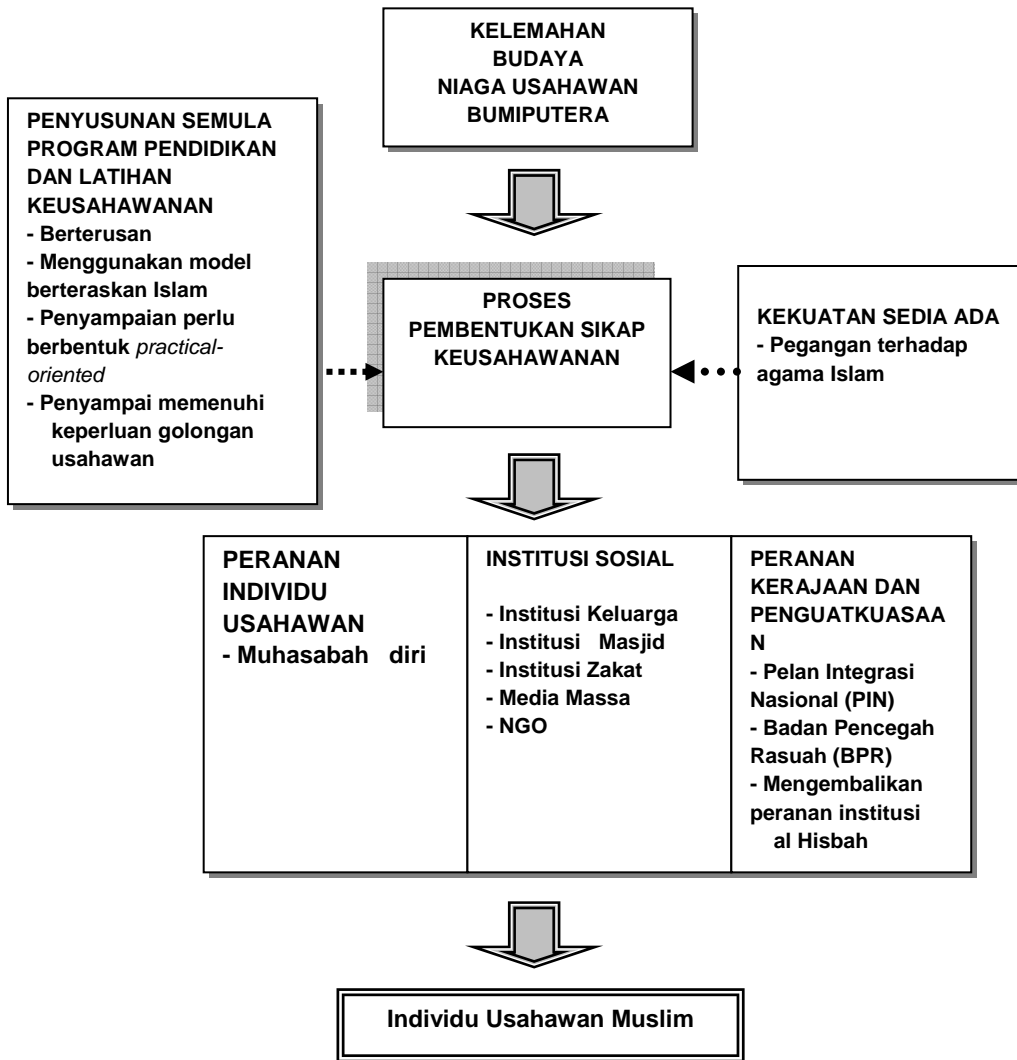 KELEMAHAN
BUDAYA
NIAGA USAHAWAN
BUMIPUTERA
PENYUSUNAN SEMULA
PROGRAM PENDIDIKAN
DAN LATIHAN
KEUSAHAWANAN
- Berterusan
- Menggunakan model
berteraskan Islam
- Penyampaian perlu
berbentuk practical-
oriented
- Penyampai memenuhi
keperluan golongan
usahawan
PROSES
PEMBENTUKAN SIKAP
KEUSAHAWANAN
KEKUATAN SEDIA ADA
- Pegangan terhadap
agama Islam
PERANAN
INDIVIDU
USAHAWAN
- Muhasabah diri
INSTITUSI SOSIAL
- Institusi Keluarga
- Institusi Masjid
- Institusi Zakat
- Media Massa
- NGO
PERANAN
KERAJAAN DAN
PENGUATKUASAA
N
- Pelan Integrasi
Nasional (PIN)
- Badan Pencegah
Rasuah (BPR)
- Mengembalikan
peranan institusi
al Hisbah
Individu Usahawan Muslim